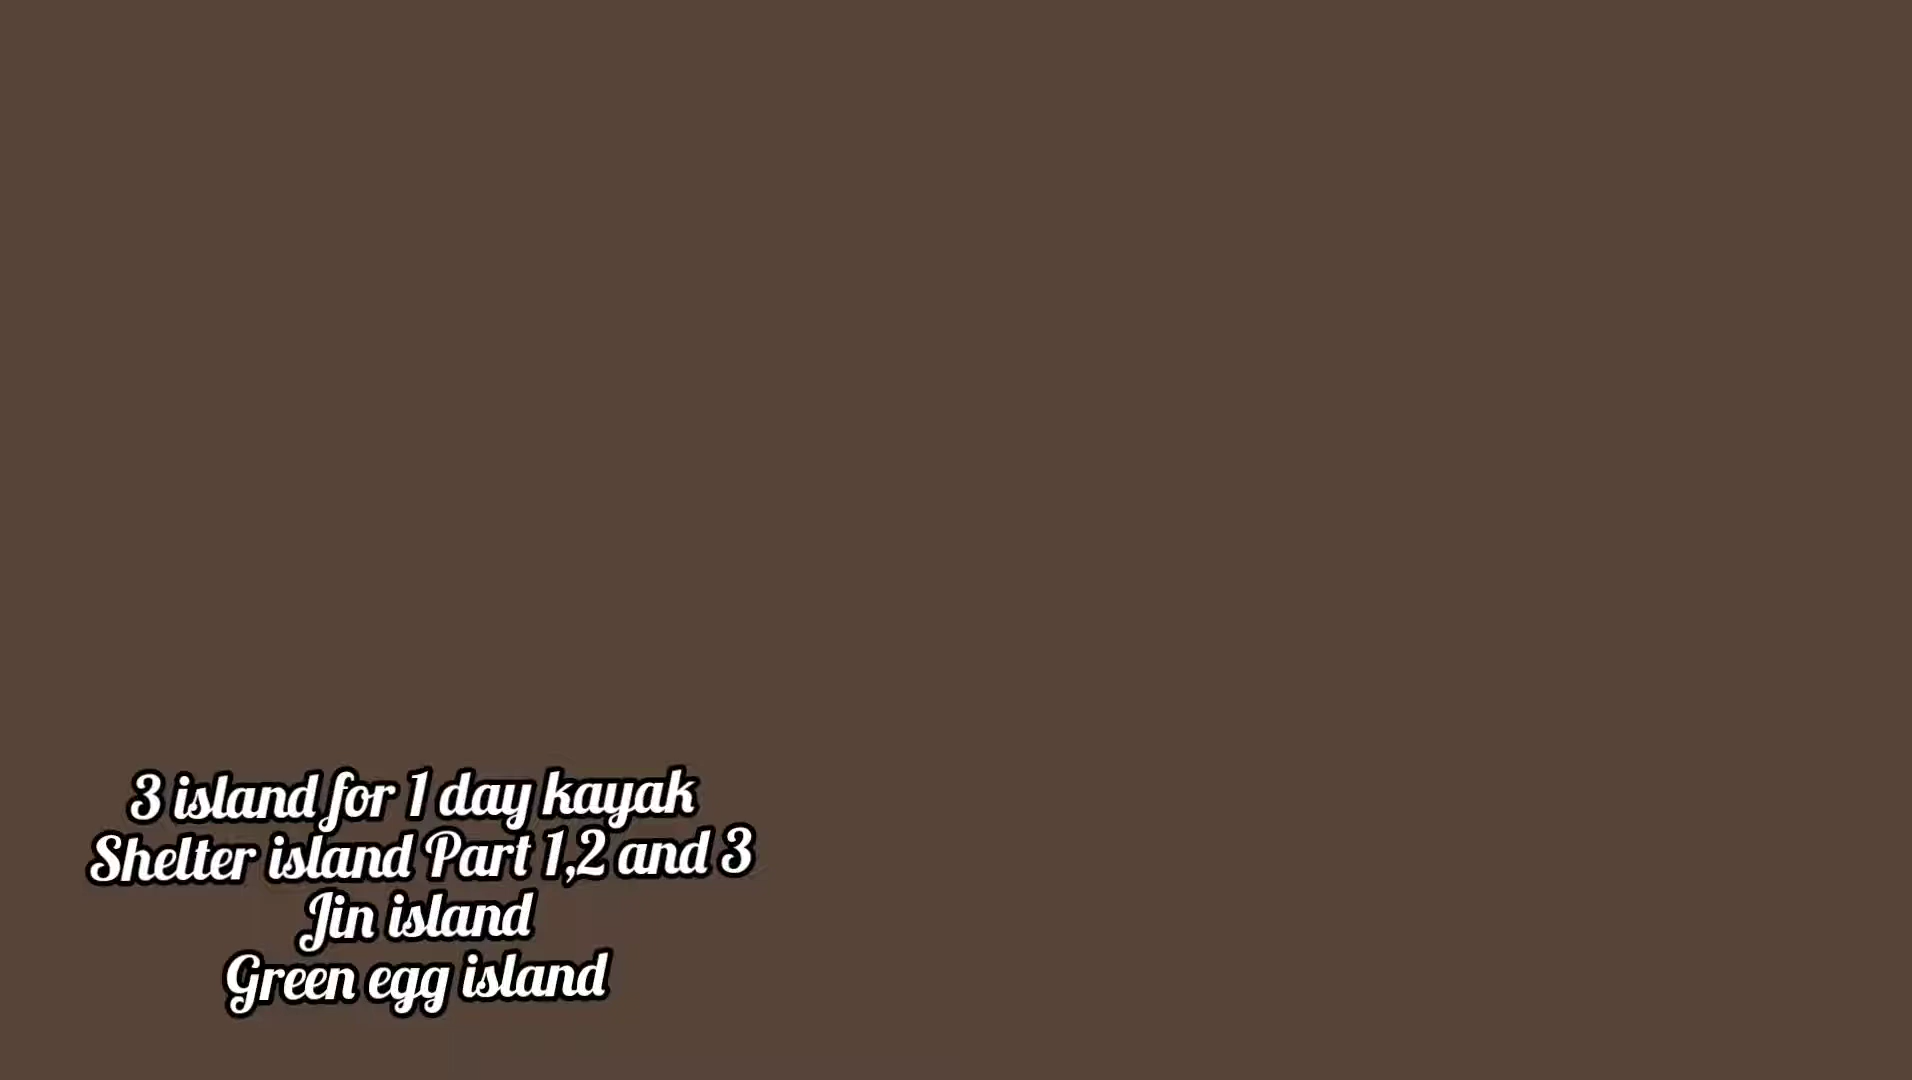 3 island for 1 day kayak
Shelter island Part 1,2 and 3
Jin island
Green egg island